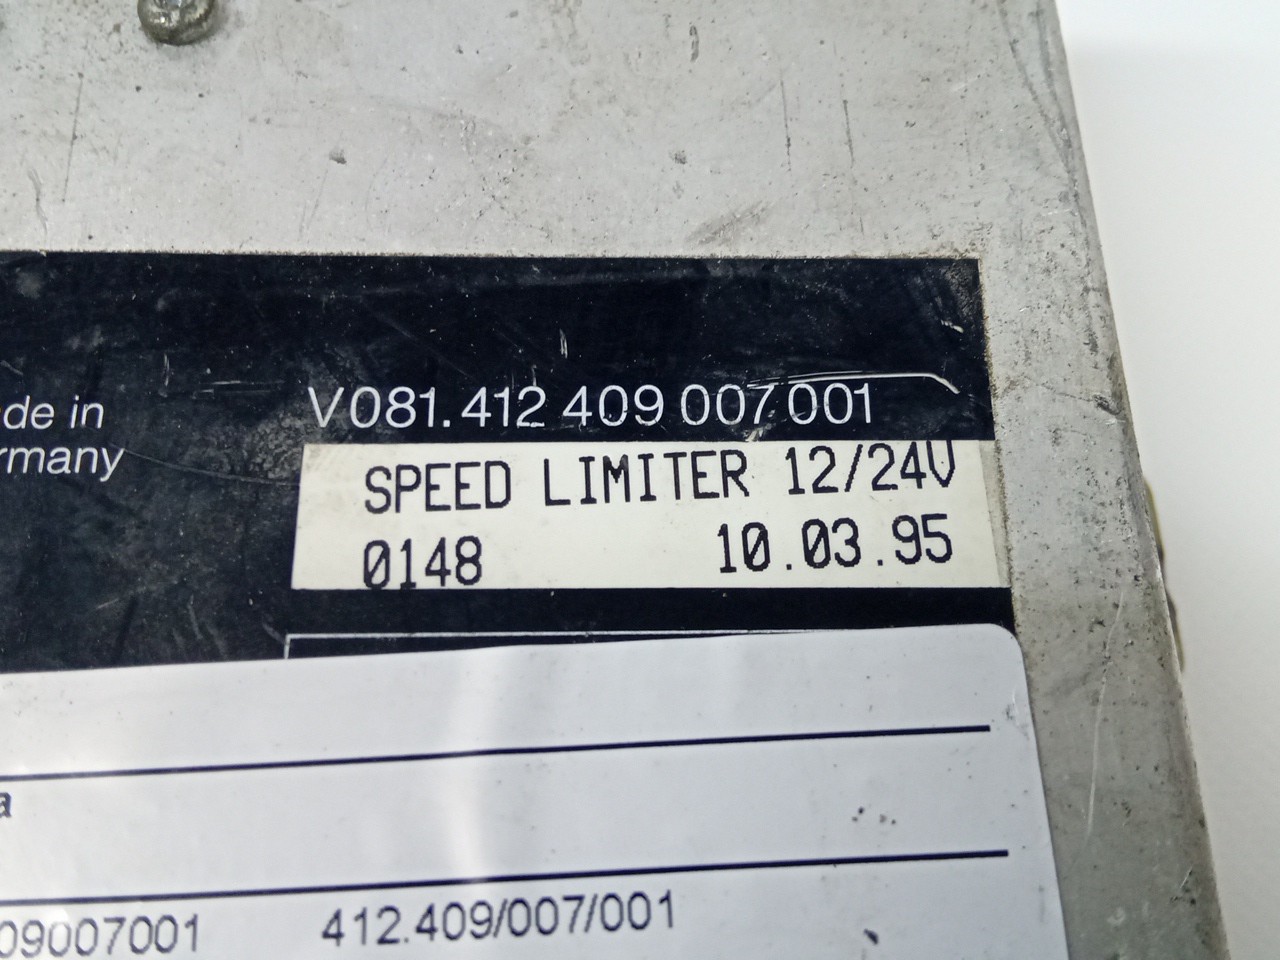 de in
rmany
V081.412 409 007 001
SPEED LIMITER 12/24V
0148 10.03.95
a
09007001 412.409/007/001